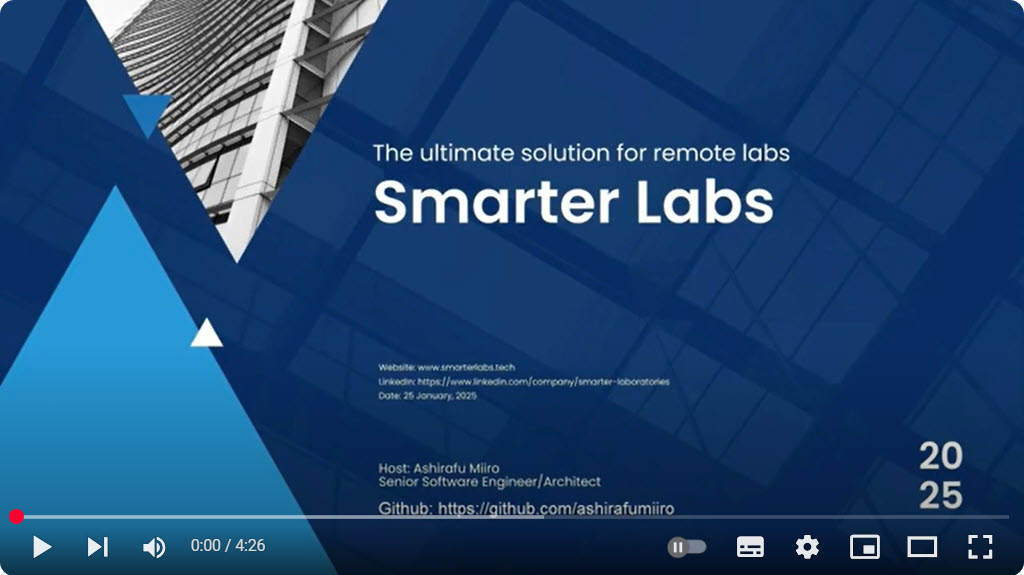 The ultimate solution for remote labs
Smarter Labs
Website: www.smarterlabs.tech
LinkedIn: https://www.linkedin.com/company/smarter-laboratories
Date: 25 January, 2025
Host: Ashirafu Miiro
Senior Software Engineer/Architect
Github: https://github.com/ashirafumiiro
20
25
0:00 / 4:26